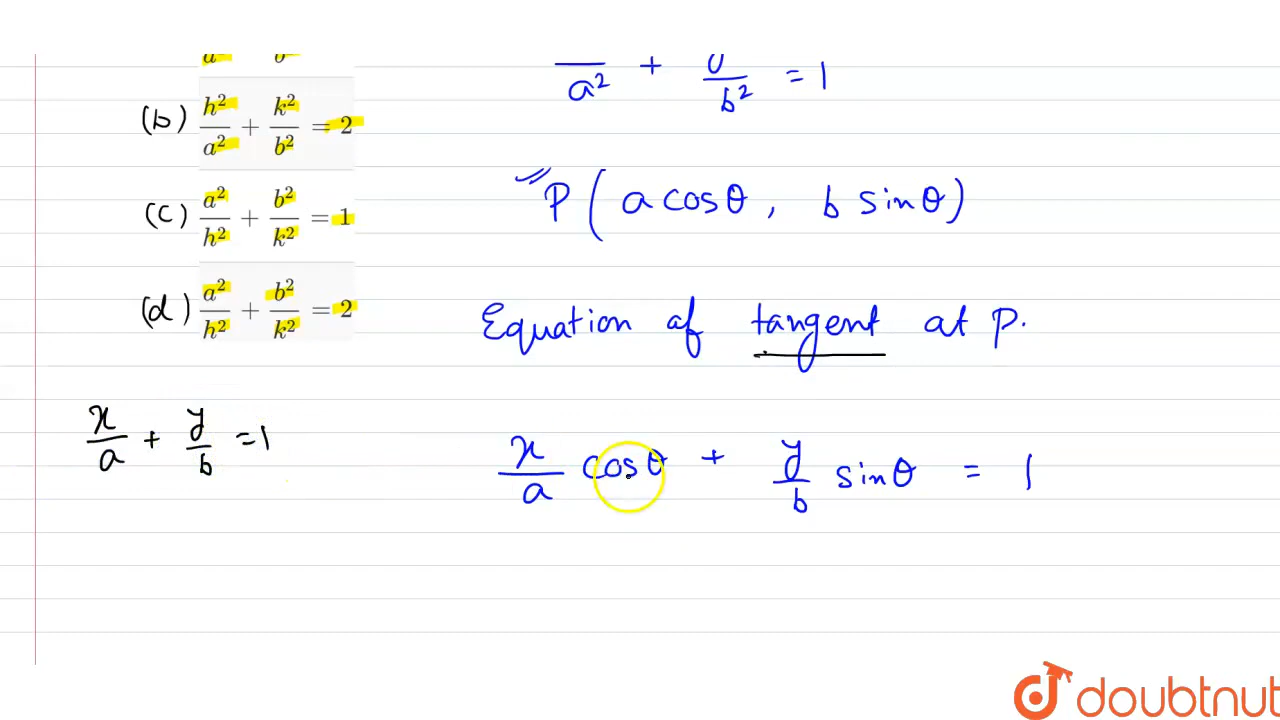 (b) h²/a² + k²/b² = 2
(c) a²/h² + b²/k² = 1
(d) a²/h² + b²/k² = 2
x/a + y/b = 1
a² + b² = 1
P ( a cosθ , b sinθ )
Equation of tangent at P.
x/a cosθ + y/b sinθ = 1
doubtnut